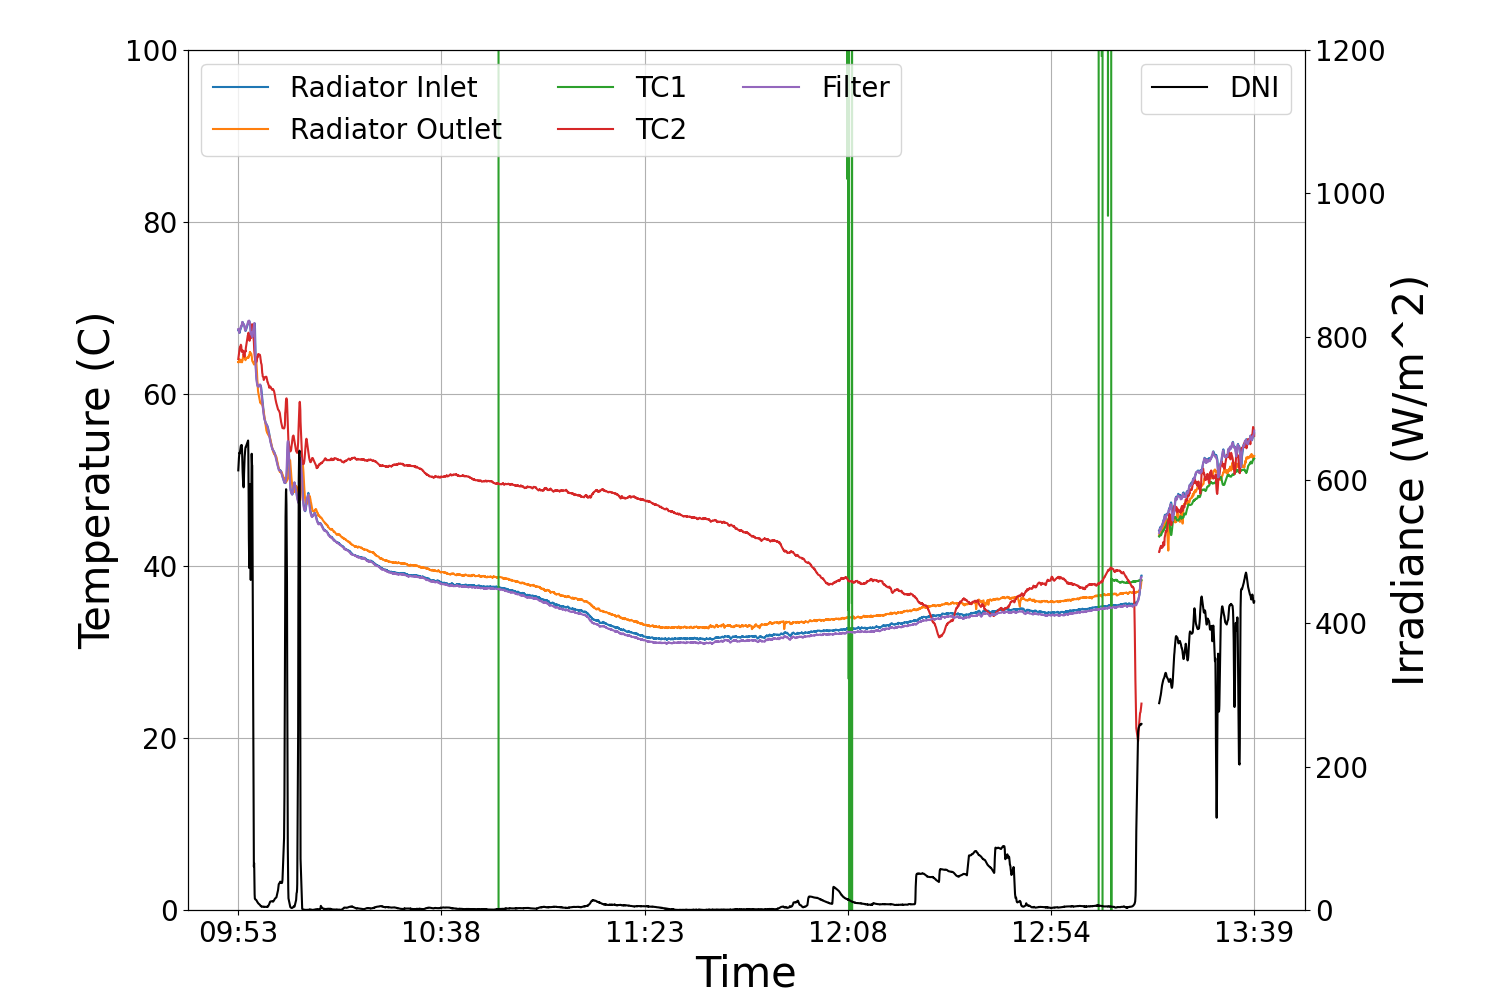 100
80
60
40
20
0
Temperature (C)
Radiator Inlet
Radiator Outlet
TC1
TC2
Filter
DNI
1200
1000
800
600
400
200
0
Irradiance (W/m^2)
09:53 10:38 11:23 12:08 12:54 13:39
Time